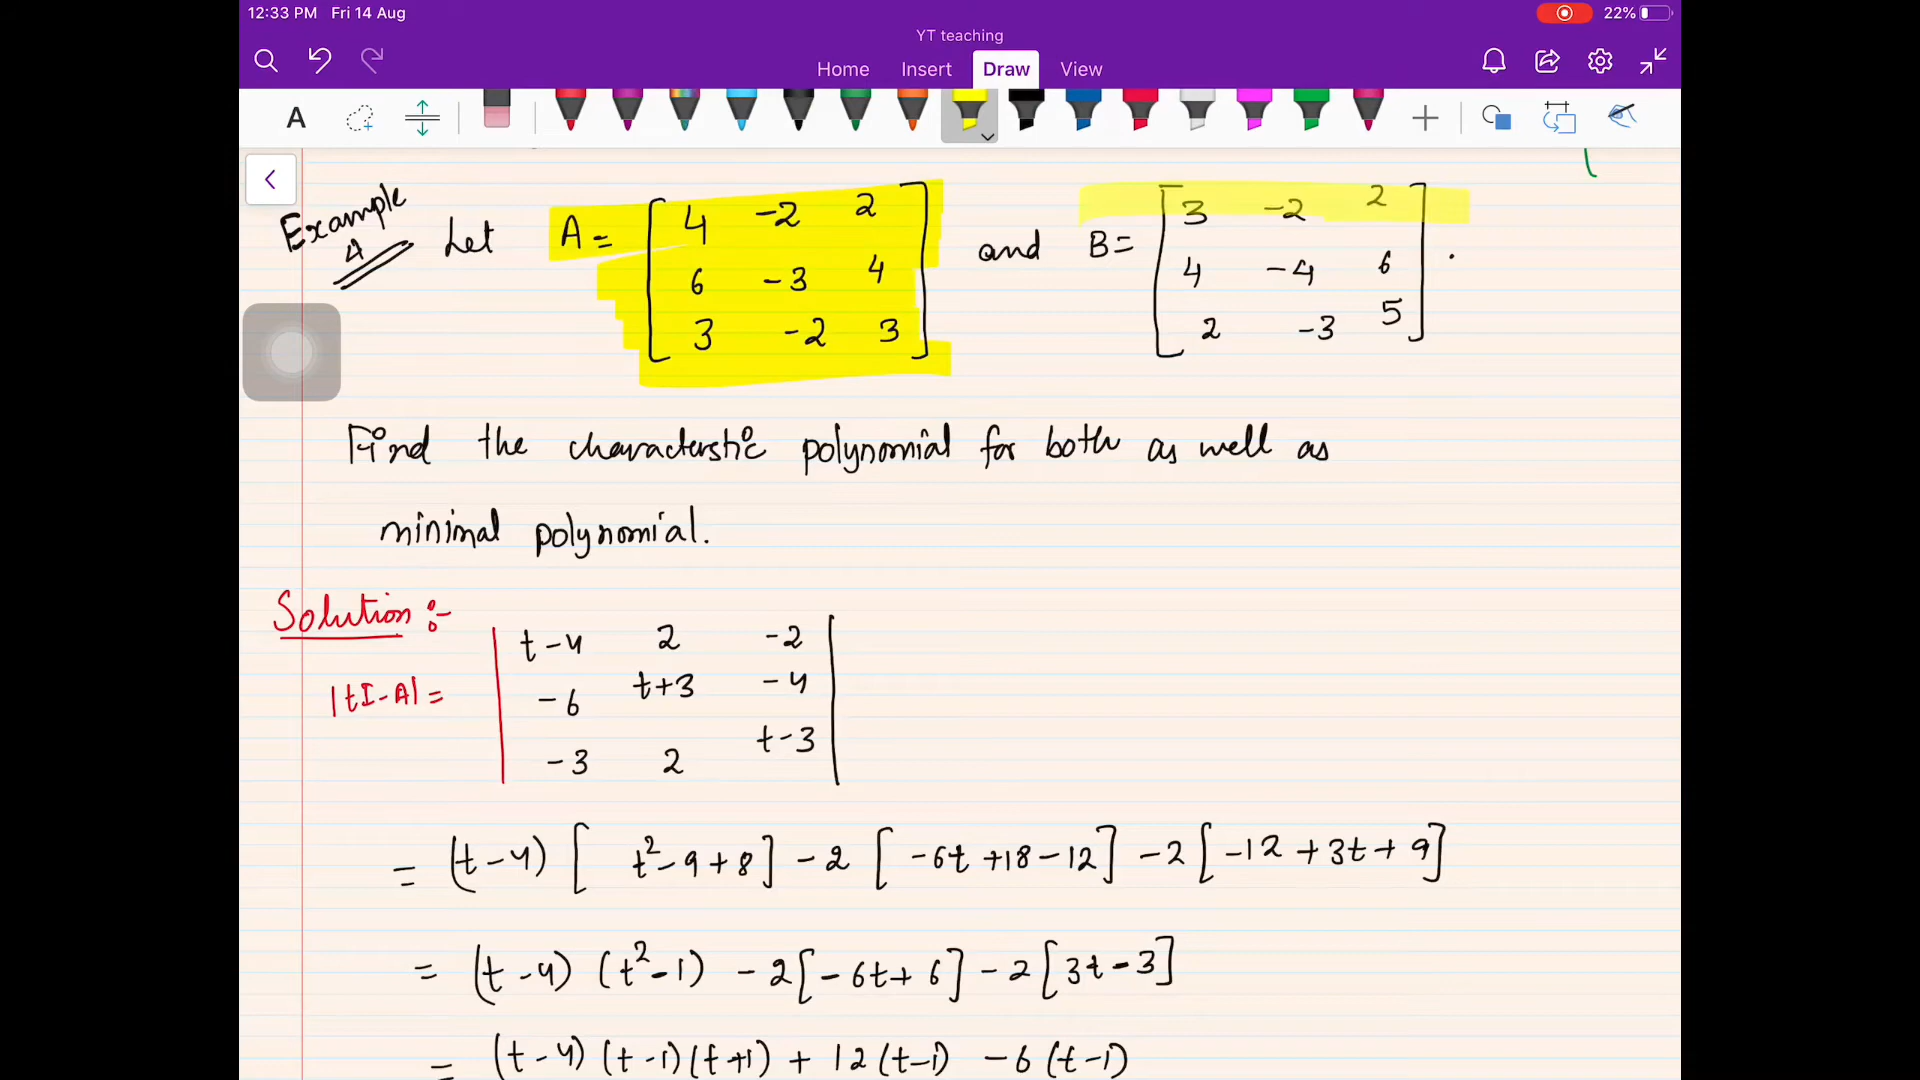 12:33 PM Fri 14 Aug
22%
YT teaching
Home Insert Draw View
A
Example 4 Let A = [ 4 -2 2 and B = [ 3 -2 2
6 -3 4 4 -4 6 .
3 -2 3 ] 2 -3 5 ]
Find the characterstic polynomial for both as well as
minimal polynomial.
Solution :-
|tI-A| = | t-4 2 -2
-6 t+3 -4
-3 2 t-3 |
= (t-4) [ t²-9+8] -2 [ -6t +18-12] -2 [-12 +3t+ 9]
= (t-4) (t²-1) -2[-6t+ 6] -2[3t-3]
= (t-4) (t-1)(t+1) + 12(t-1) -6 (t-1)